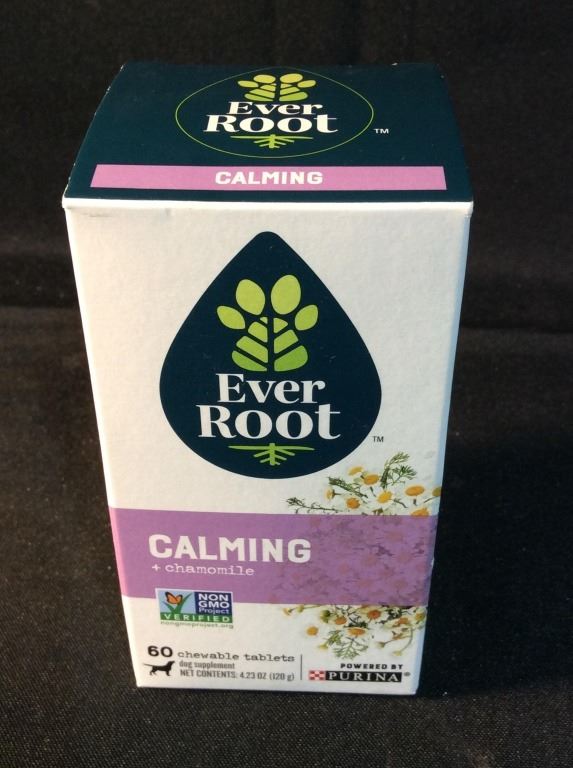 Ever
Root
TM
CALMING
Ever
Root
TM
CALMING
+ chamomile
NON
GMO
Project
VERIFIED
nongmoproject.org
60 chewable tablets
dog supplement
NET CONTENTS: 4.23 OZ (120 g)
POWERED BY
PURINA®